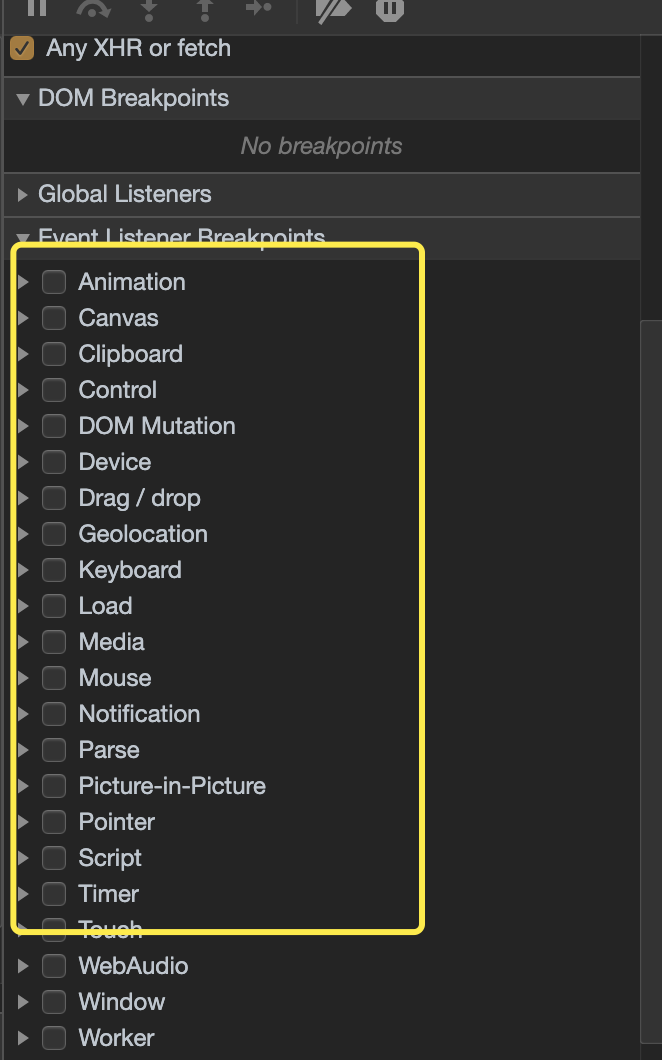 Any XHR or fetch
DOM Breakpoints
No breakpoints
Global Listeners
Event Listener Breakpoints
Animation
Canvas
Clipboard
Control
DOM Mutation
Device
Drag / drop
Geolocation
Keyboard
Load
Media
Mouse
Notification
Parse
Picture-in-Picture
Pointer
Script
Timer
Touch
WebAudio
Window
Worker